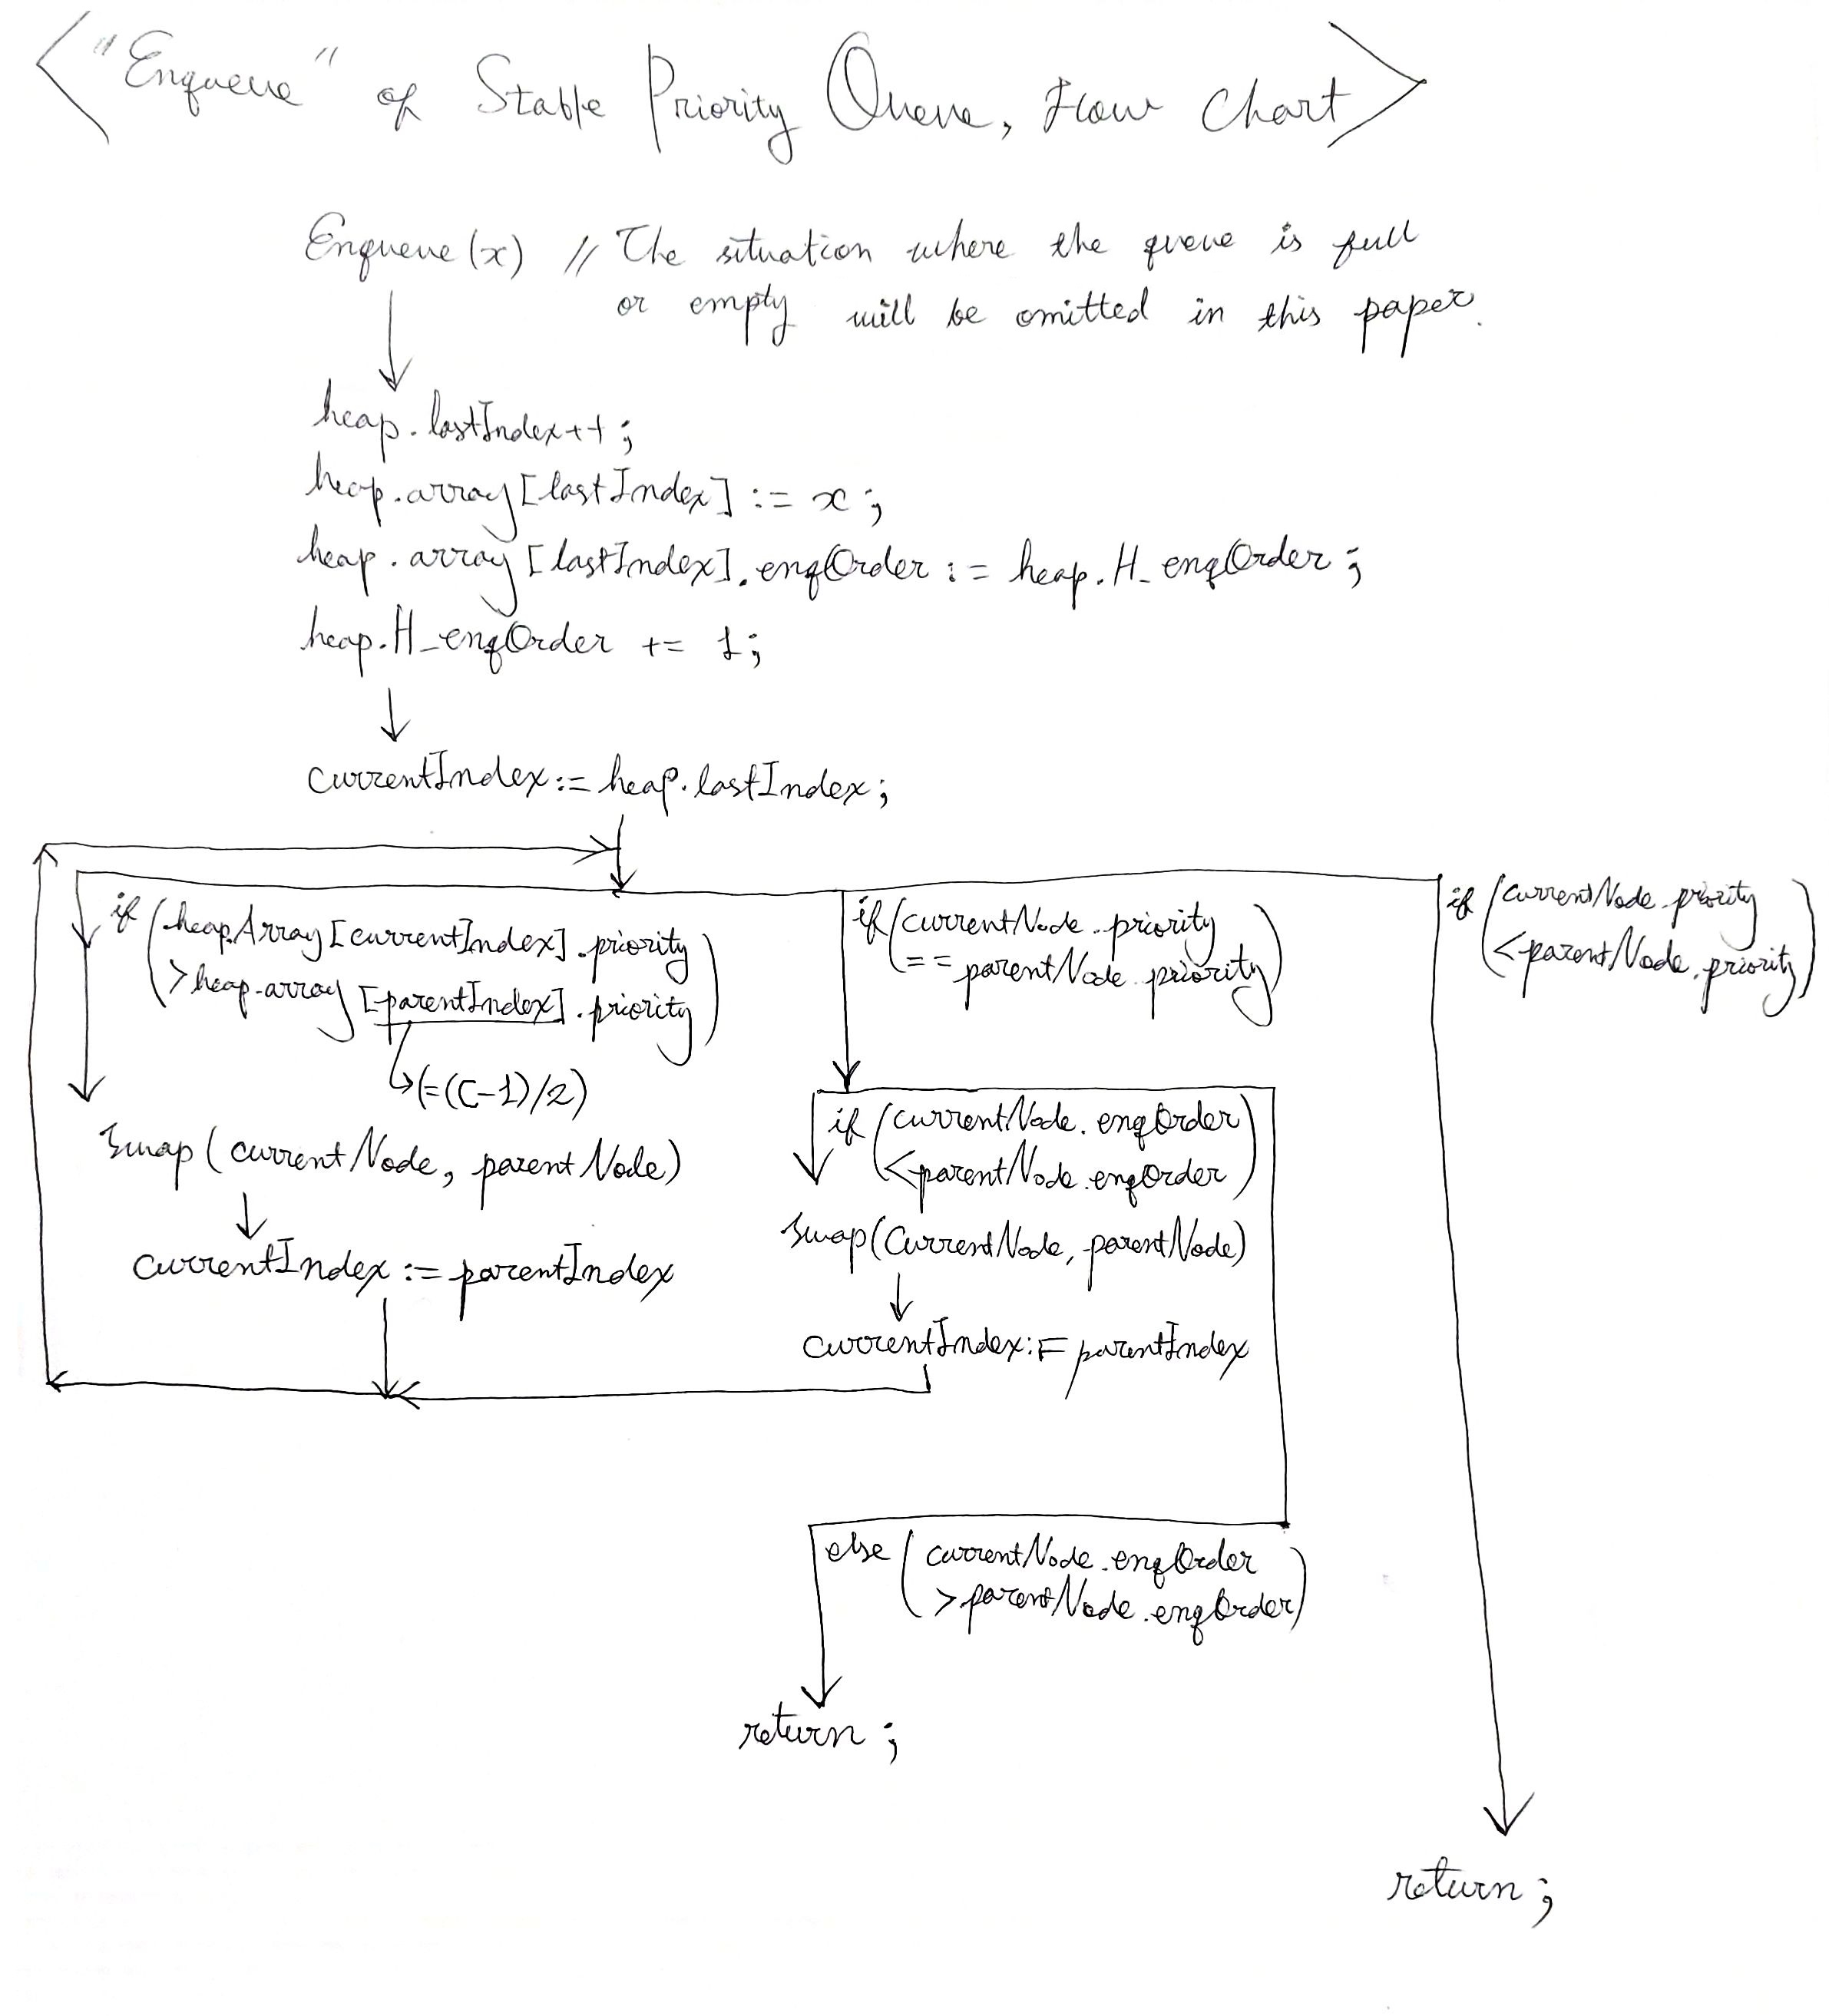 <"Enqueue" of Stable Priority Queue, Flow Chart>
Enqueue(x) // The situation where the queue is full
or empty will be omitted in this paper.
heap.lastIndex++;
heap.array[lastIndex] := x;
heap.array[lastIndex].enqOrder := heap.H_enqOrder;
heap.H_enqOrder += 1;
currentIndex := heap.lastIndex;
if (heap.Array[currentIndex].priority
> heap.array[parentIndex].priority)
(=(C-1)/2)
swap(currentNode, parentNode)
currentIndex := parentIndex
if (currentNode.priority
== parentNode.priority)
if (currentNode.enqOrder
< parentNode.enqOrder)
swap(CurrentNode, parentNode)
currentIndex := parentIndex
else (currentNode.enqOrder
> parentNode.enqOrder)
return;
if (currentNode.priority
< parentNode.priority)
return;